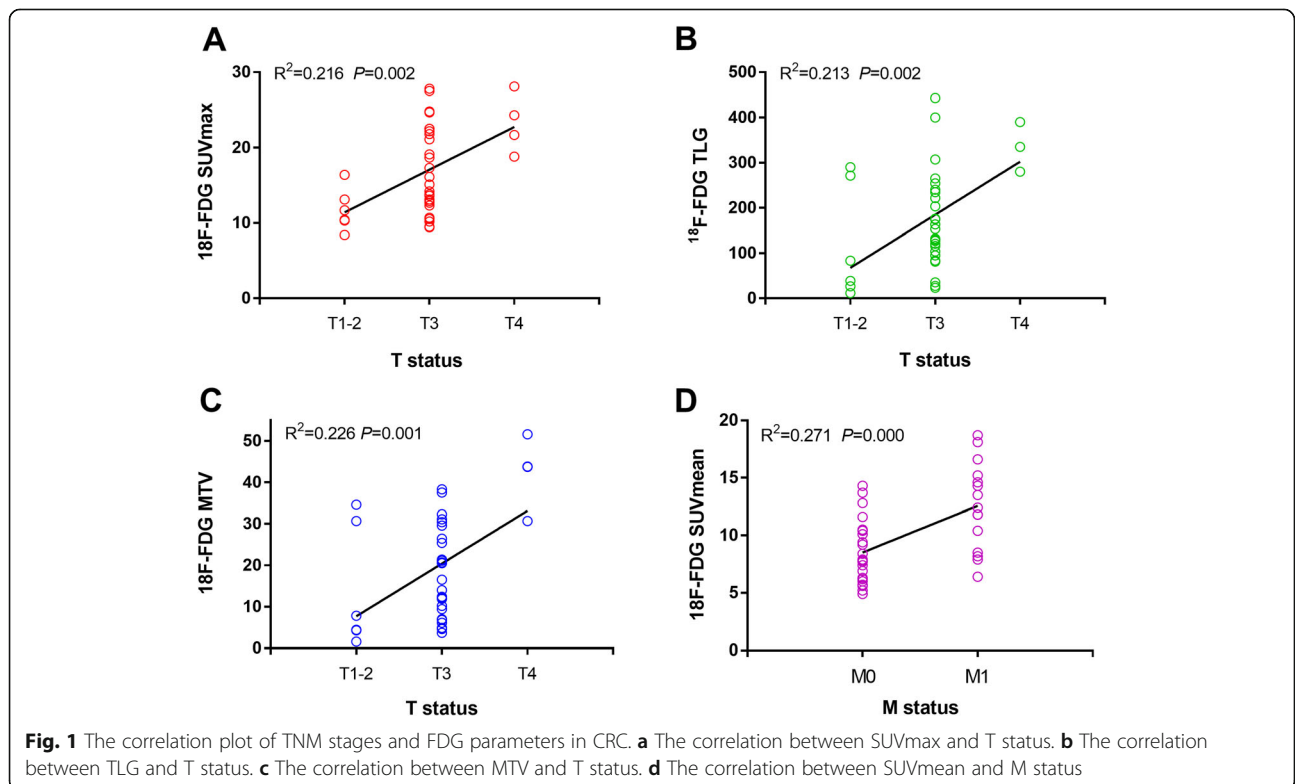 A
R²=0.216 P=0.002
30
20
10
0
18F-FDG SUVmax
T1-2 T3 T4
T status
B
R²=0.213 P=0.002
500
400
300
200
100
0
¹⁸F-FDG TLG
T1-2 T3 T4
T status
C
R²=0.226 P=0.001
50
40
30
20
10
0
18F-FDG MTV
T1-2 T3 T4
T status
D
R²=0.271 P=0.000
20
15
10
5
0
18F-FDG SUVmean
M0 M1
M status
Fig. 1 The correlation plot of TNM stages and FDG parameters in CRC. a The correlation between SUVmax and T status. b The correlation
between TLG and T status. c The correlation between MTV and T status. d The correlation between SUVmean and M status